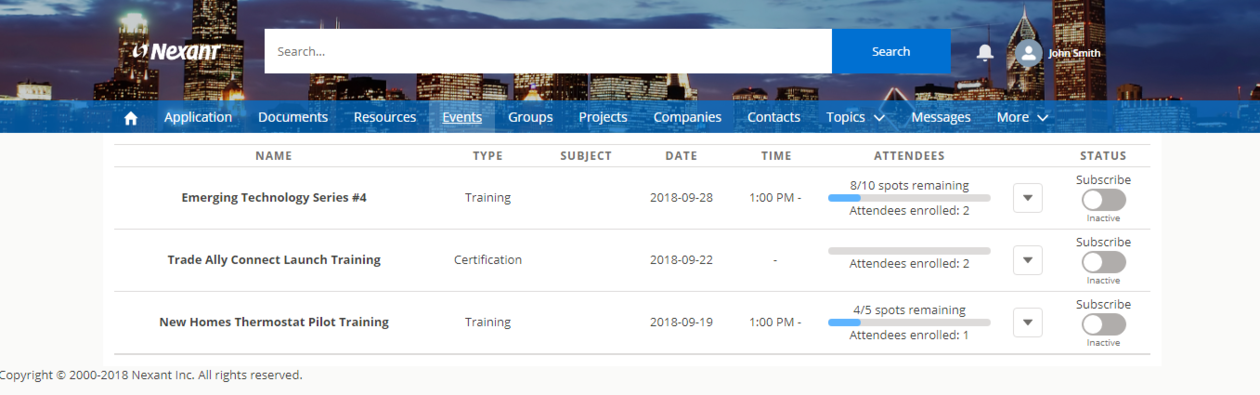 Nexant
Search...
Search
John Smith
Application Documents Resources Events Groups Projects Companies Contacts Topics Messages More
NAME TYPE SUBJECT DATE TIME ATTENDEES STATUS
Emerging Technology Series #4 Training 2018-09-28 1:00 PM -
8/10 spots remaining
Attendees enrolled: 2
Subscribe
Inactive
Trade Ally Connect Launch Training Certification 2018-09-22 -
Attendees enrolled: 2
Subscribe
Inactive
New Homes Thermostat Pilot Training Training 2018-09-19 1:00 PM -
4/5 spots remaining
Attendees enrolled: 1
Subscribe
Inactive
Copyright © 2000-2018 Nexant Inc. All rights reserved.